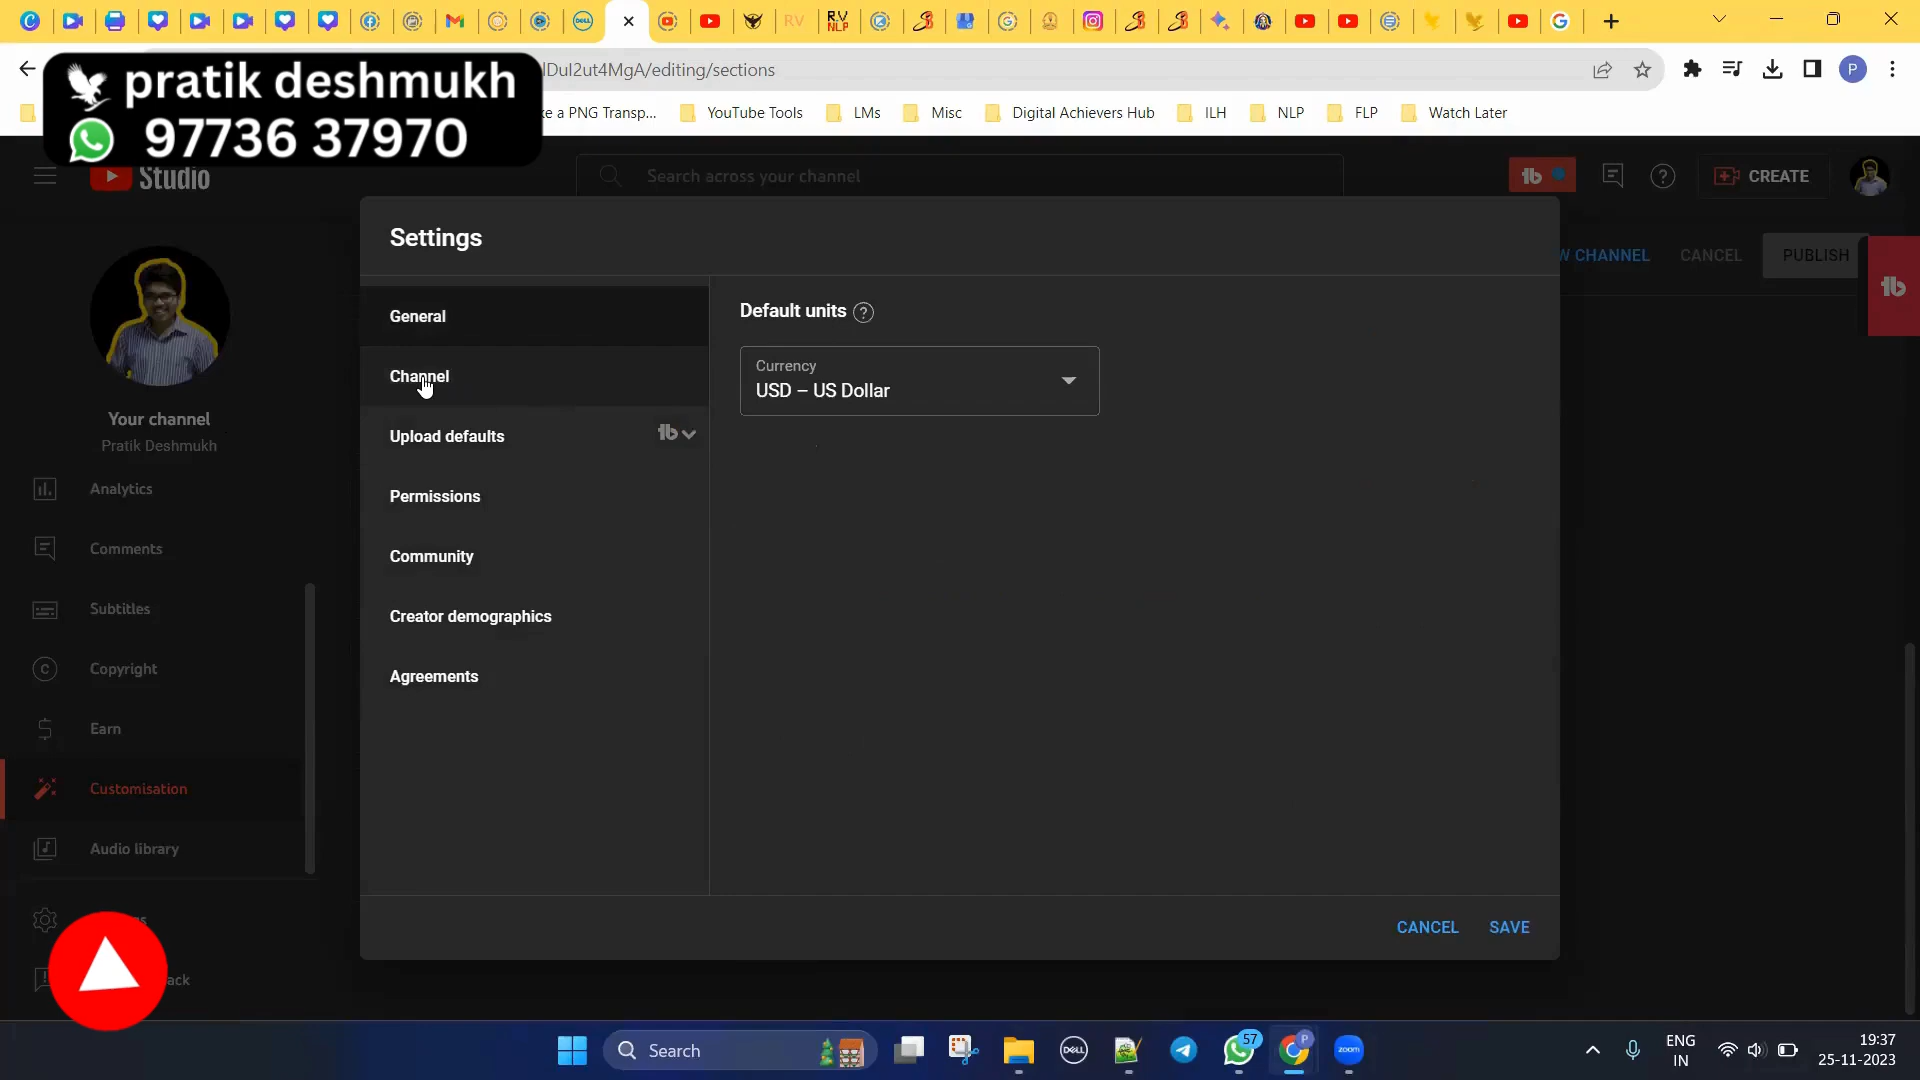 lDul2ut4MgA/editing/sections
pratik deshmukh
97736 37970
ke a PNG Transp...
YouTube Tools
LMs
Misc
Digital Achievers Hub
ILH
NLP
FLP
Watch Later
Studio
Search across your channel
CREATE
W CHANNEL
CANCEL
PUBLISH
Settings
General
Channel
Upload defaults
Permissions
Community
Creator demographics
Agreements
Default units
Currency
USD – US Dollar
CANCEL
SAVE
Your channel
Pratik Deshmukh
Analytics
Comments
Subtitles
Copyright
Earn
Customisation
Audio library
Search
57
zoom
ENG
IN
19:37
25-11-2023